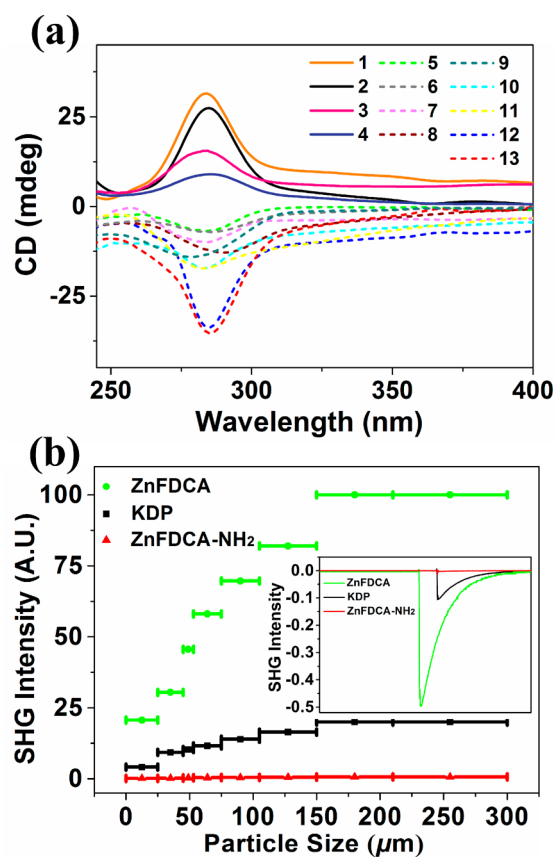 (a)
1 5 9
2 6 10
3 7 11
4 8 12
13
25
0
-25
CD (mdeg)
250 300 350 400
Wavelength (nm)
(b)
ZnFDCA
KDP
ZnFDCA-NH₂
100
75
50
25
0
SHG Intensity (A.U.)
0.0
-0.1
-0.2
-0.3
-0.4
-0.5
SHG Intensity
ZnFDCA
KDP
ZnFDCA-NH₂
0 50 100 150 200 250 300
Particle Size (μm)